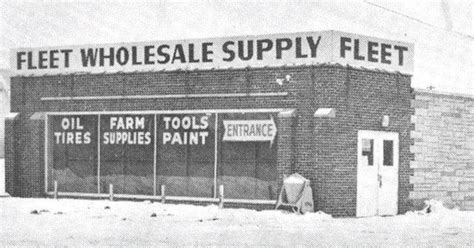 FLEET WHOLESALE SUPPLY FLEET
OIL
TIRES
FARM
SUPPLIES
TOOLS
PAINT
ENTRANCE